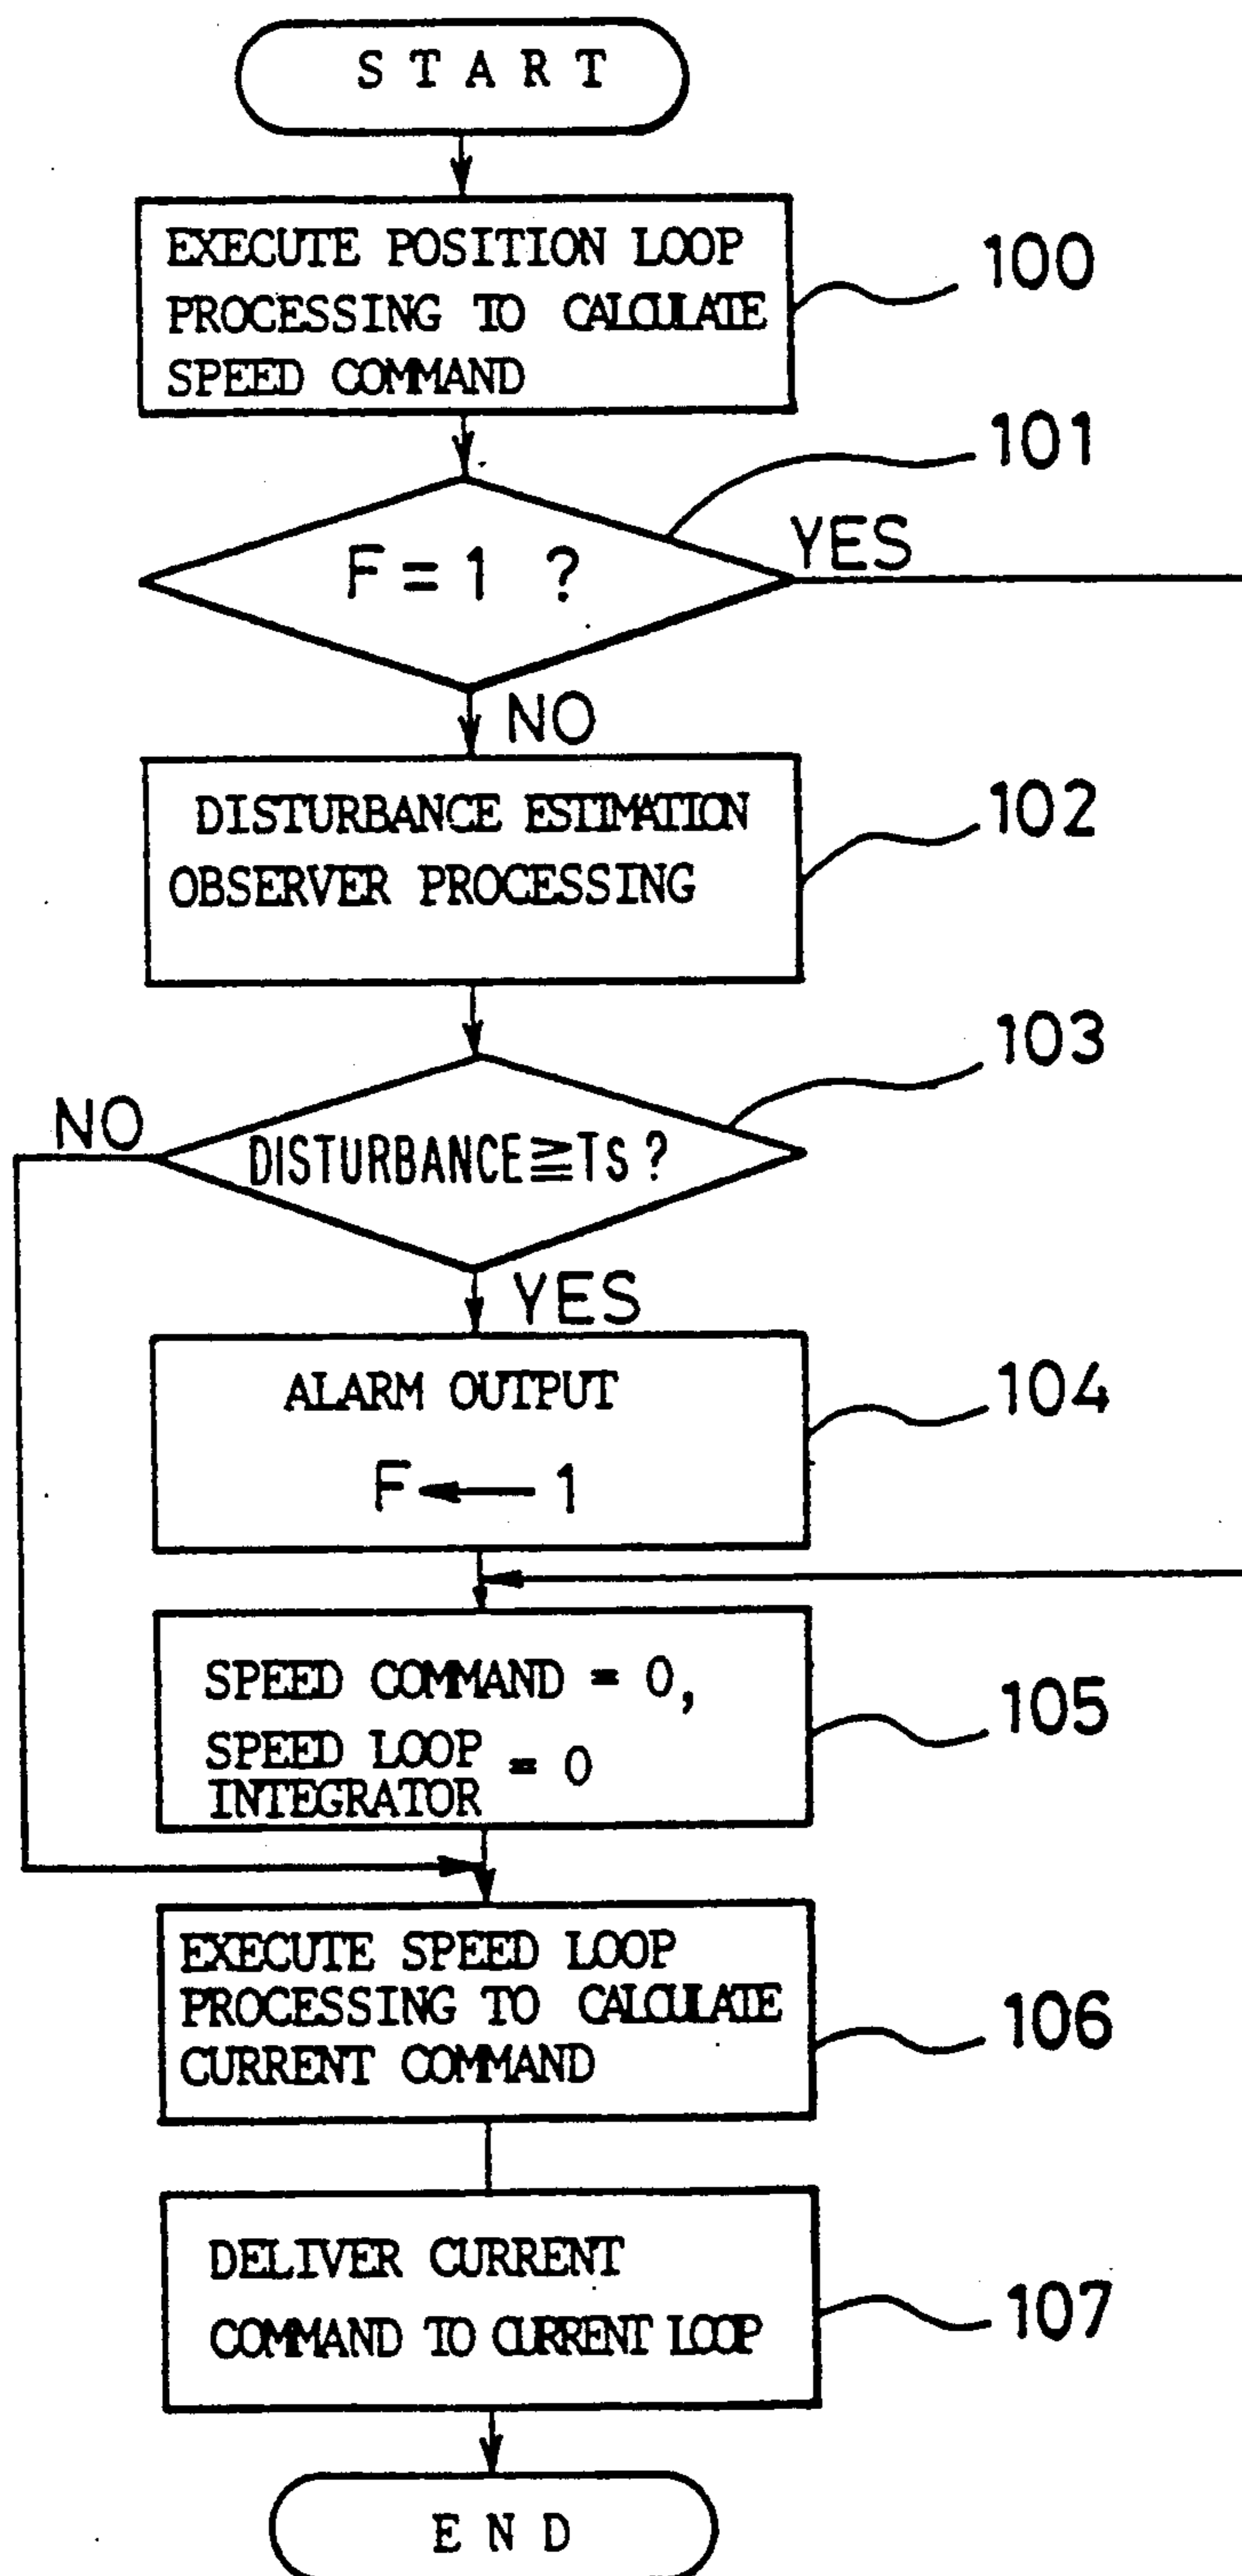 START
EXECUTE POSITION LOOP
PROCESSING TO CALCULATE
SPEED COMMAND
100
101
F = 1 ?
YES
NO
DISTURBANCE ESTIMATION
OBSERVER PROCESSING
102
103
NO
DISTURBANCE ≧ Ts ?
YES
ALARM OUTPUT
F ← 1
104
SPEED COMMAND = 0,
SPEED LOOP
INTEGRATOR = 0
105
EXECUTE SPEED LOOP
PROCESSING TO CALCULATE
CURRENT COMMAND
106
DELIVER CURRENT
COMMAND TO CURRENT LOOP
107
END